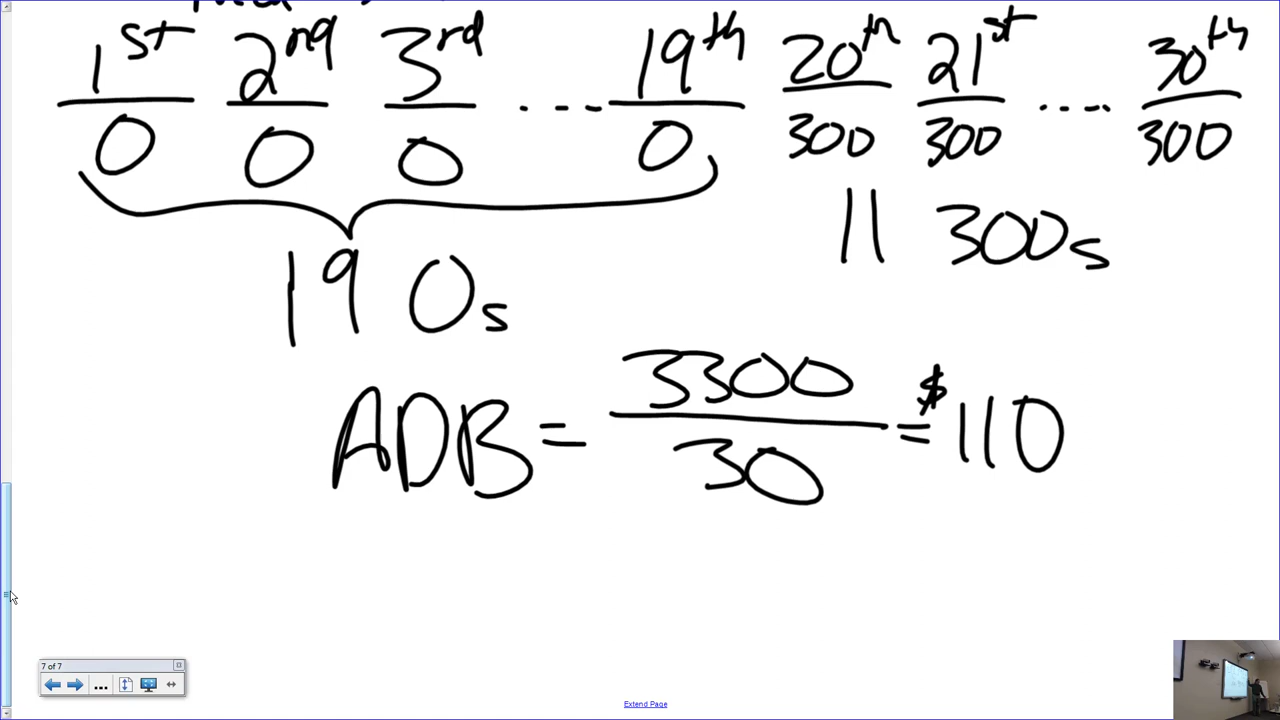 1st 2nd 3rd ---- 19th 20th 21st .... 30th
0 0 0 0 300 300 300
19 0s
11 300s
ADB = 3300/30 = $110
7 of 7
...
Extend Page